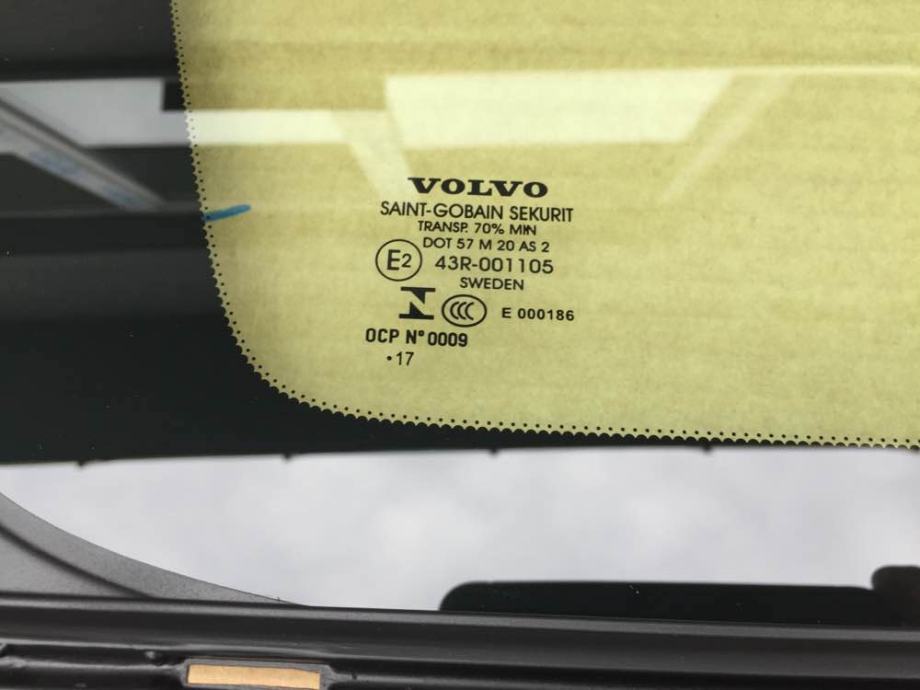 VOLVO
SAINT-GOBAIN SEKURIT
TRANSP. 70% MIN
DOT 57 M 20 AS 2
E2 43R-001105
SWEDEN
CCC E 000186
OCP N° 0009
•17